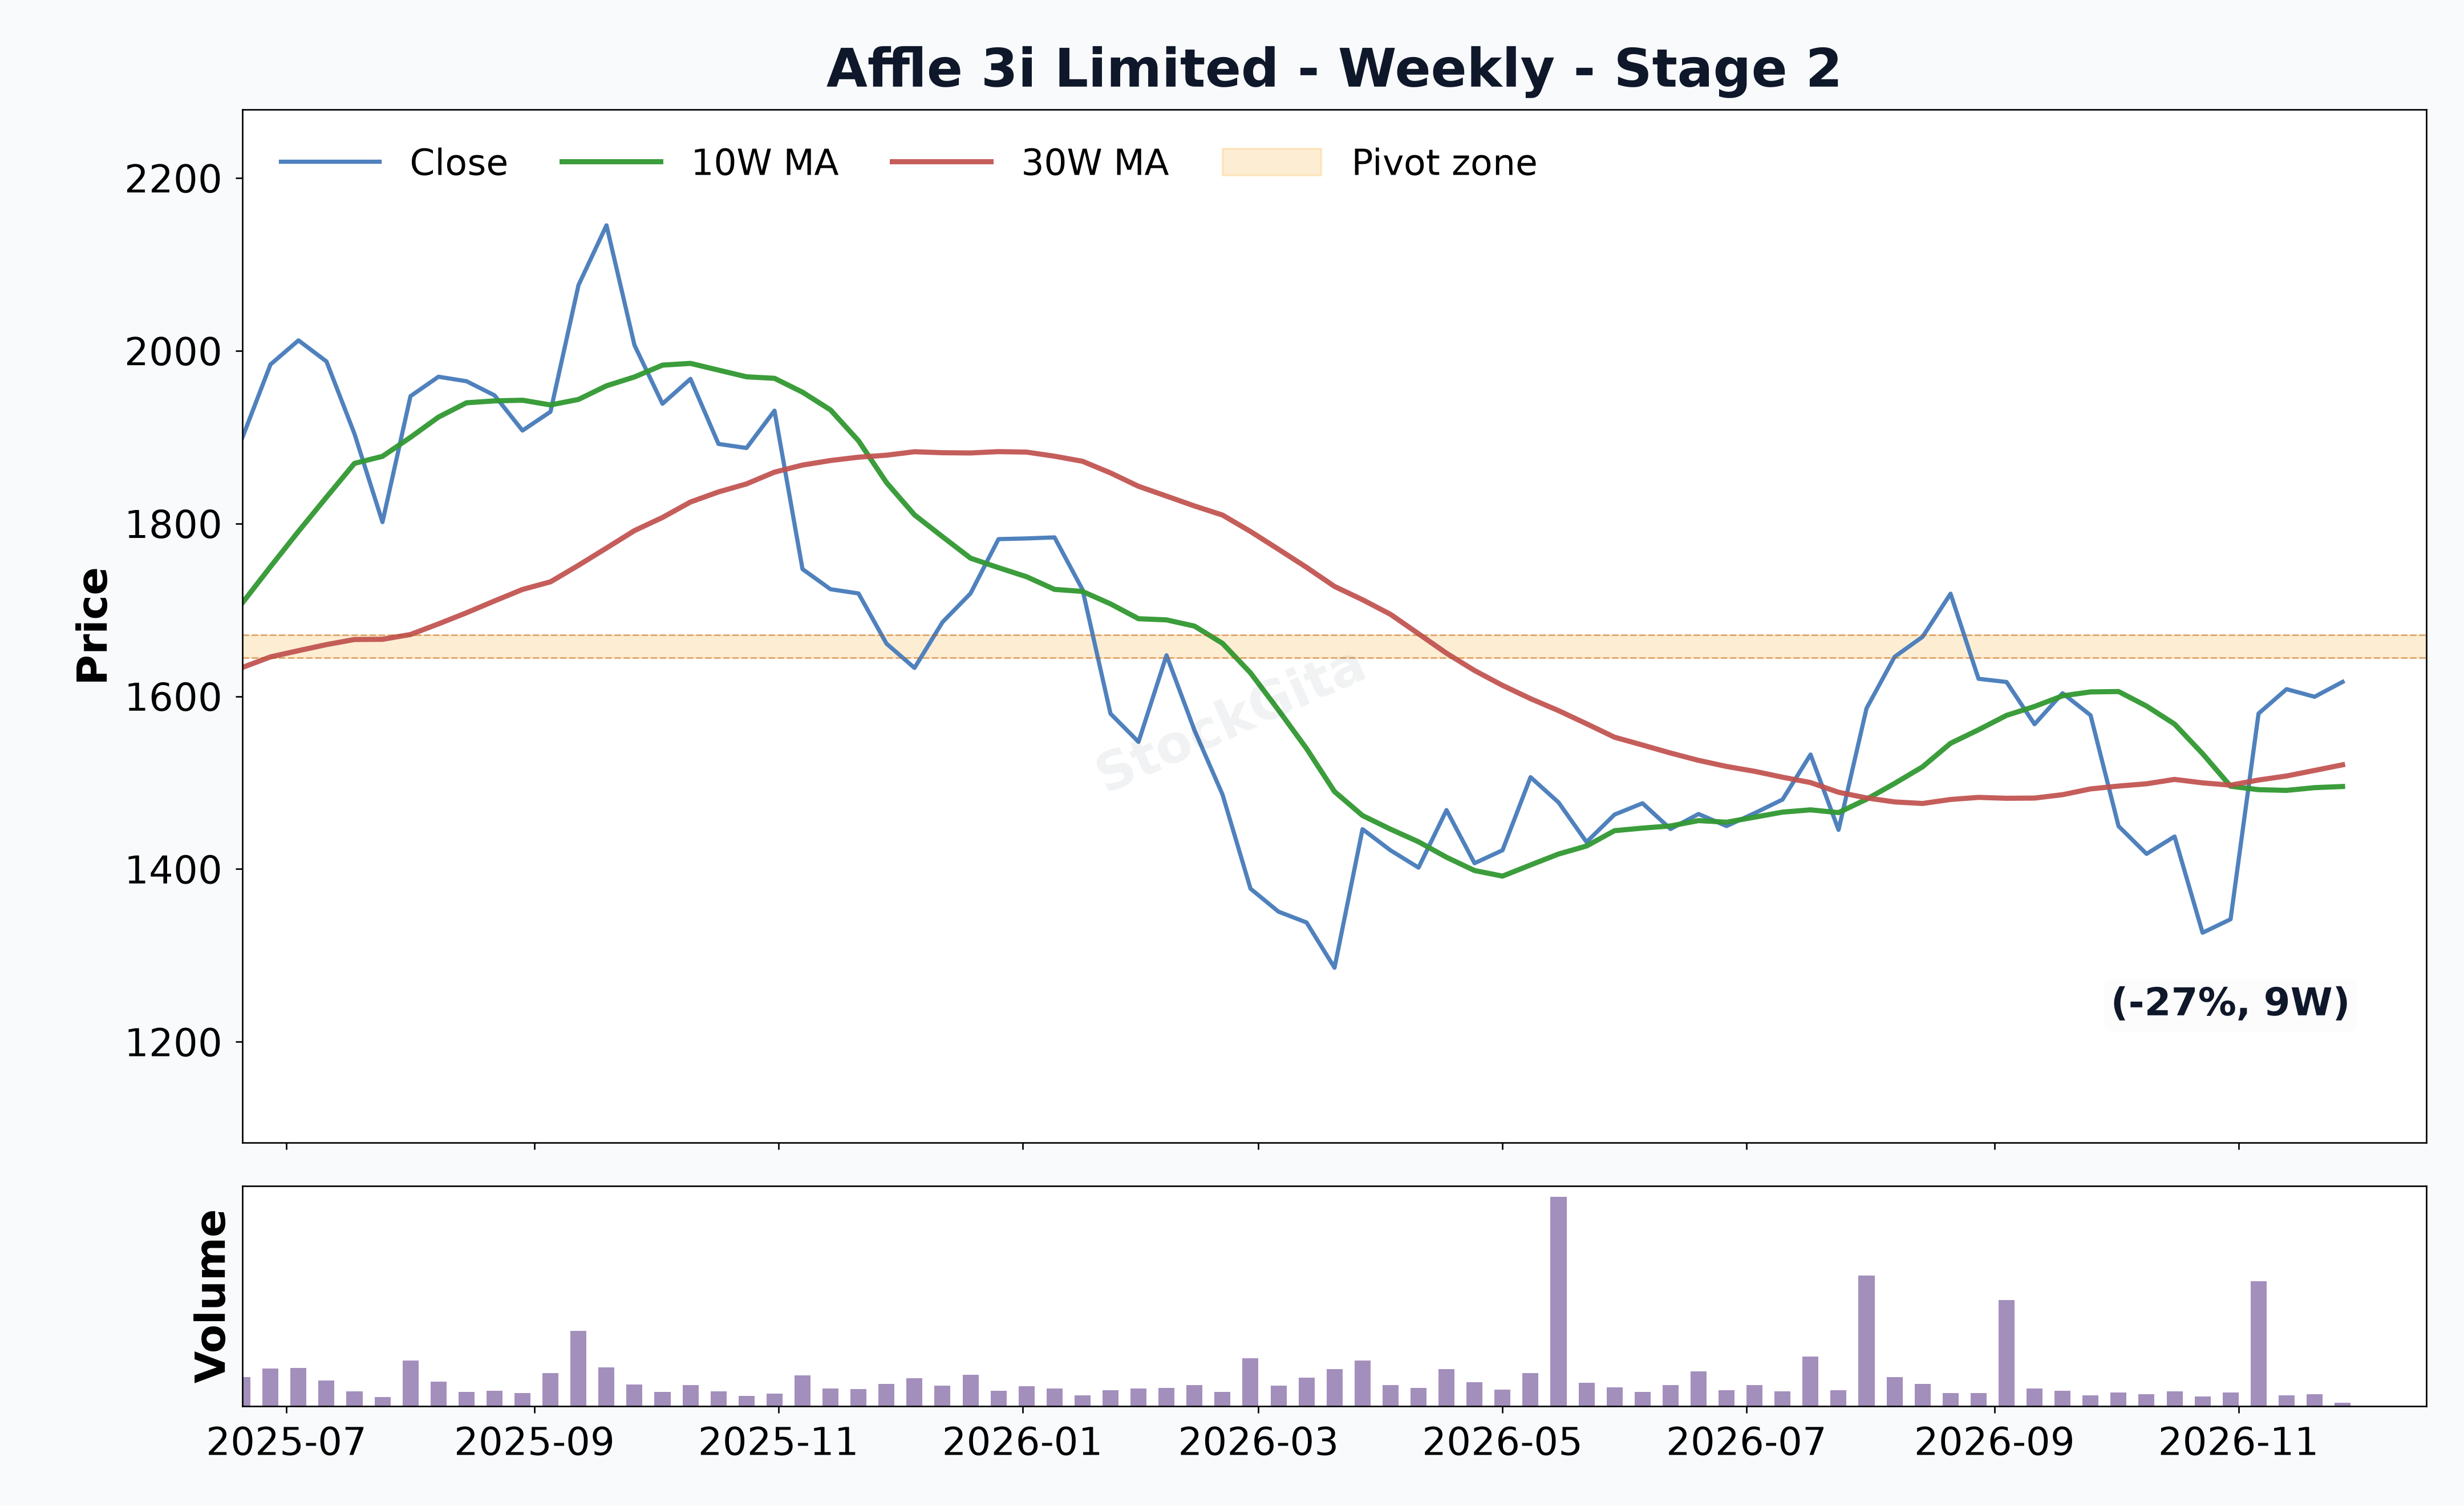 Affle 3i Limited - Weekly - Stage 2
Close 10W MA 30W MA Pivot zone
2200
2000
1800
1600
1400
1200
Price
StockGita
(-27%, 9W)
Volume
2025-07 2025-09 2025-11 2026-01 2026-03 2026-05 2026-07 2026-09 2026-11